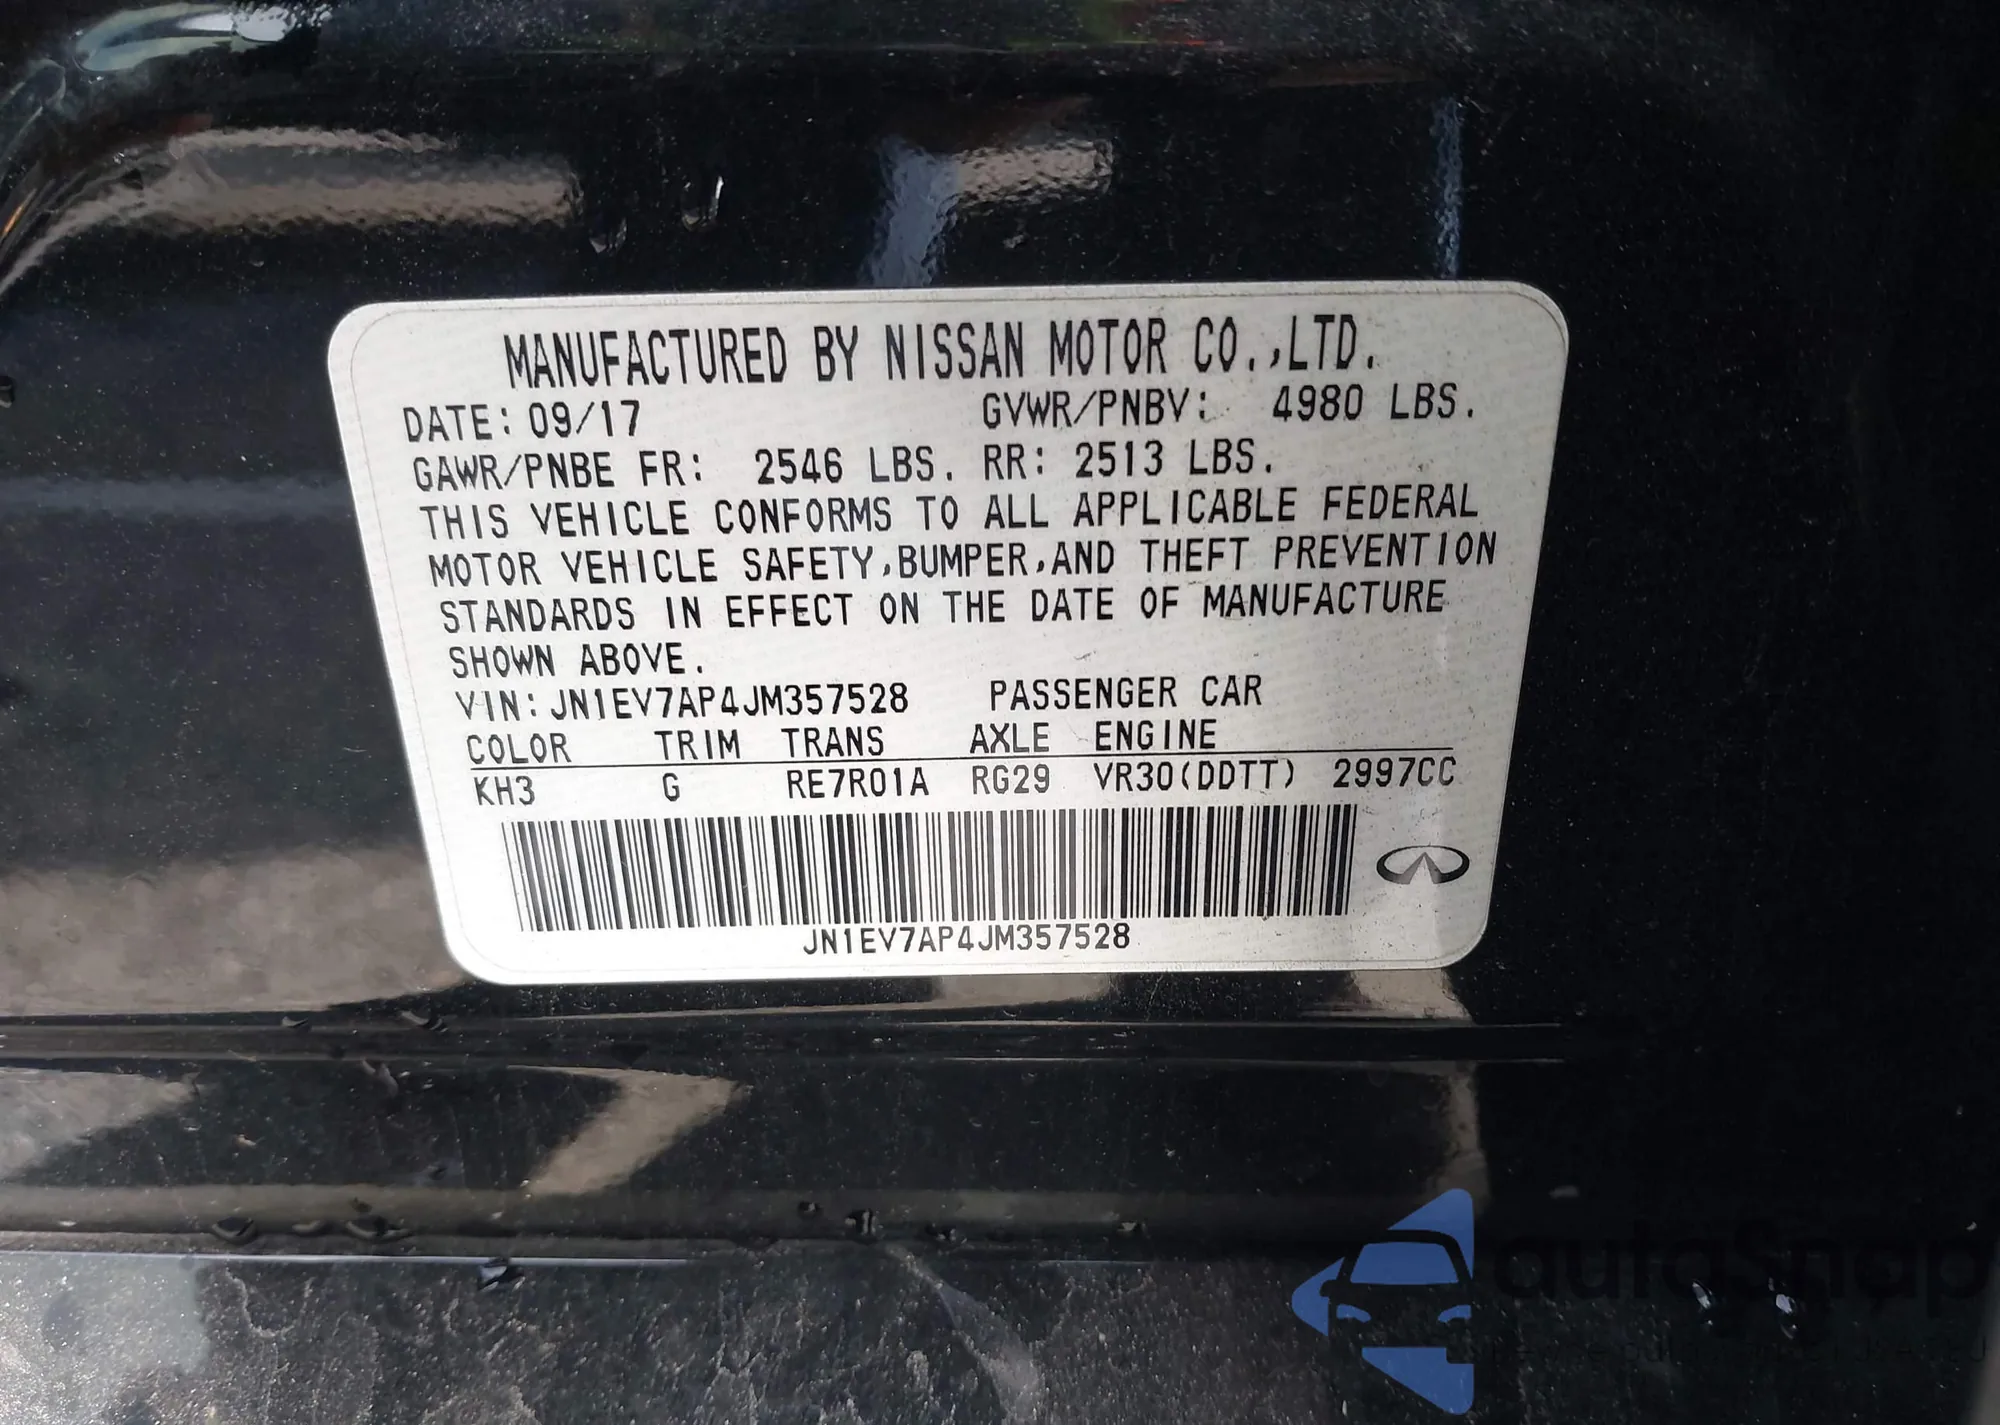 MANUFACTURED BY NISSAN MOTOR CO.,LTD.
DATE: 09/17 GVWR/PNBV: 4980 LBS.
GAWR/PNBE FR: 2546 LBS. RR: 2513 LBS.
THIS VEHICLE CONFORMS TO ALL APPLICABLE FEDERAL
MOTOR VEHICLE SAFETY,BUMPER,AND THEFT PREVENTION
STANDARDS IN EFFECT ON THE DATE OF MANUFACTURE
SHOWN ABOVE.
VIN: JN1EV7AP4JM357528 PASSENGER CAR
COLOR TRIM TRANS AXLE ENGINE
KH3 G RE7R01A RG29 VR30(DDTT) 2997CC
JN1EV7AP4JM357528
autoSnap